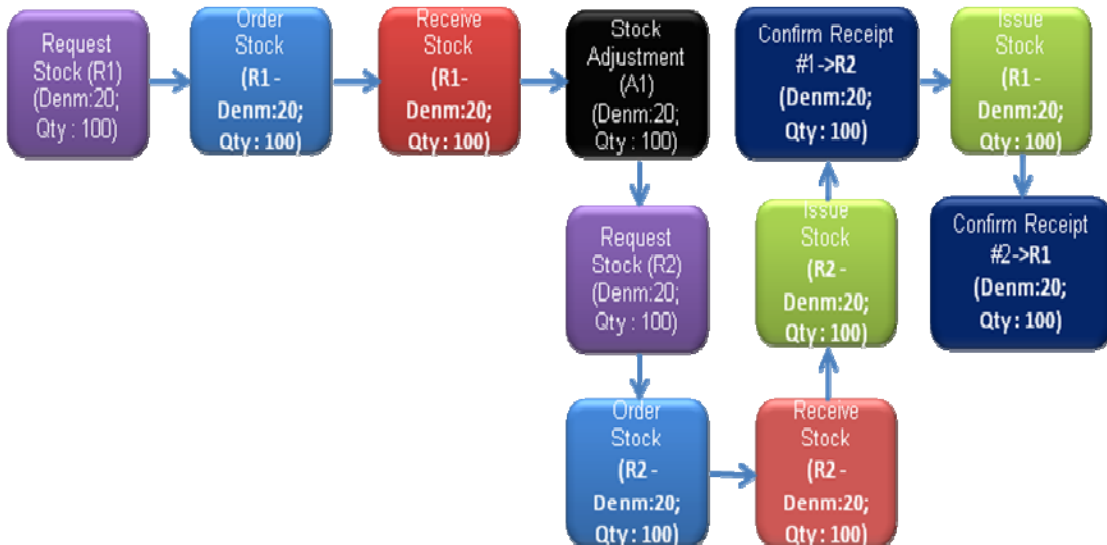 Request
Stock (R1)
(Denm:20;
Qty : 100)
Order
Stock
(R1 -
Denm:20;
Qty : 100)
Receive
Stock
(R1-
Denm:20;
Qty : 100)
Stock
Adjustment
(A1)
(Denm:20;
Qty : 100)
Request
Stock (R2)
(Denm:20;
Qty : 100)
Order
Stock
(R2 -
Denm:20;
Qty : 100)
Receive
Stock
(R2 -
Denm:20;
Qty : 100)
Issue
Stock
(R2 -
Denm:20;
Qty : 100)
Confirm Receipt
#1->R2
(Denm:20;
Qty : 100)
Issue
Stock
(R1 -
Denm:20;
Qty : 100)
Confirm Receipt
#2->R1
(Denm:20;
Qty : 100)